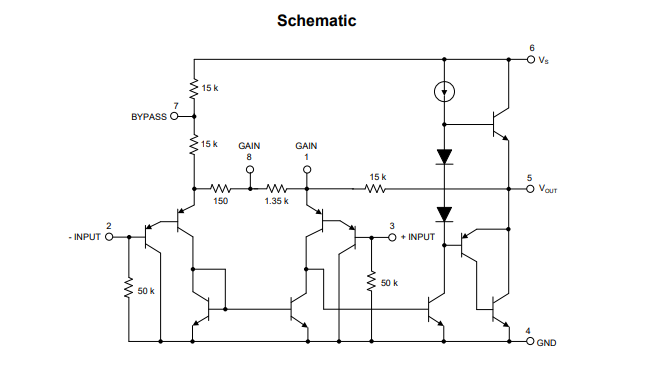 Schematic
6
VS
15 k
7
BYPASS
15 k
GAIN
8
GAIN
1
15 k
5
VOUT
150
1.35 k
2
- INPUT
3
+ INPUT
50 k
50 k
4
GND